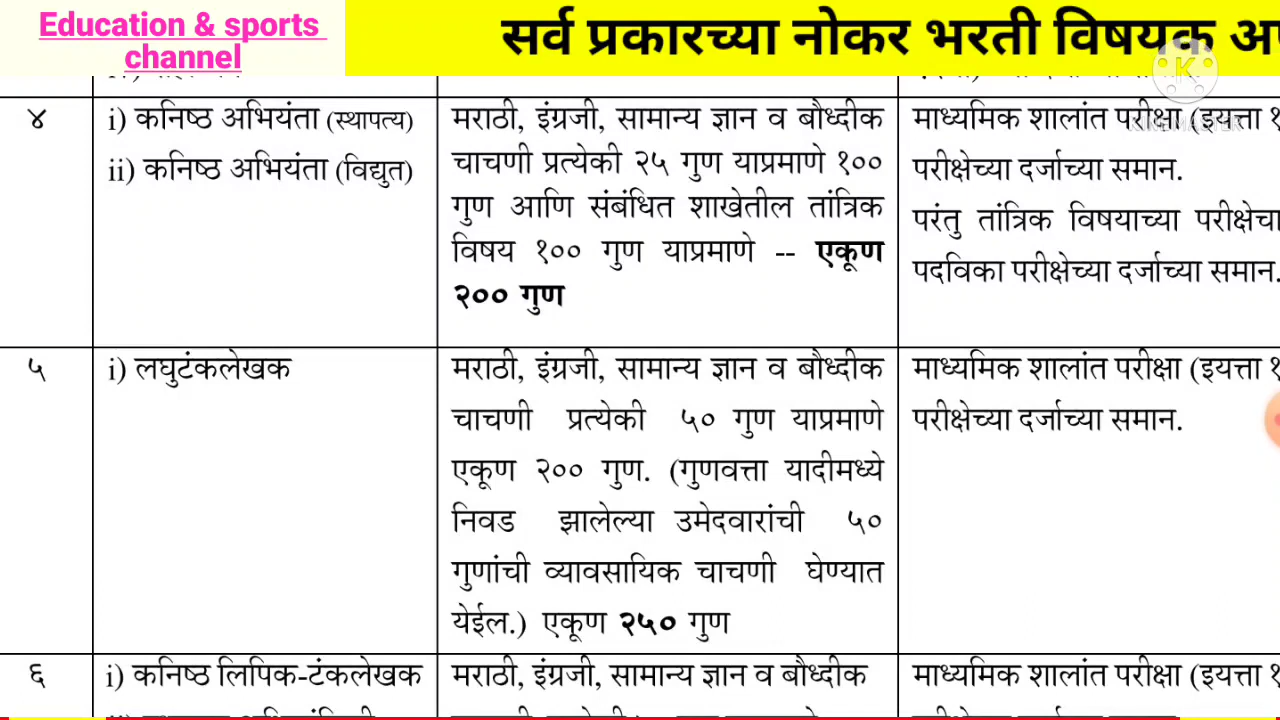 Education & sports
channel
सर्व प्रकारच्या नोकर भरती विषयक
४
i) कनिष्ठ अभियंता (स्थापत्य)
ii) कनिष्ठ अभियंता (विद्युत)
मराठी, इंग्रजी, सामान्य ज्ञान व बौध्दीक
चाचणी प्रत्येकी २५ गुण याप्रमाणे १००
गुण आणि संबंधित शाखेतील तांत्रिक
विषय १०० गुण याप्रमाणे -- एकूण
२०० गुण
माध्यमिक शालांत परीक्षा (इयत्ता
परीक्षेच्या दर्जाच्या समान.
परंतु तांत्रिक विषयाच्या परीक्षेचा
पदविका परीक्षेच्या दर्जाच्या समान.
५
i) लघुटंकलेखक
मराठी, इंग्रजी, सामान्य ज्ञान व बौध्दीक
चाचणी प्रत्येकी ५० गुण याप्रमाणे
एकूण २०० गुण. (गुणवत्ता यादीमध्ये
निवड झालेल्या उमेदवारांची ५०
गुणांची व्यावसायिक चाचणी घेण्यात
येईल.) एकूण २५० गुण
माध्यमिक शालांत परीक्षा (इयत्ता
परीक्षेच्या दर्जाच्या समान.
६
i) कनिष्ठ लिपिक-टंकलेखक
मराठी, इंग्रजी, सामान्य ज्ञान व बौध्दीक
माध्यमिक शालांत परीक्षा (इयत्ता
K
KINEMASTER